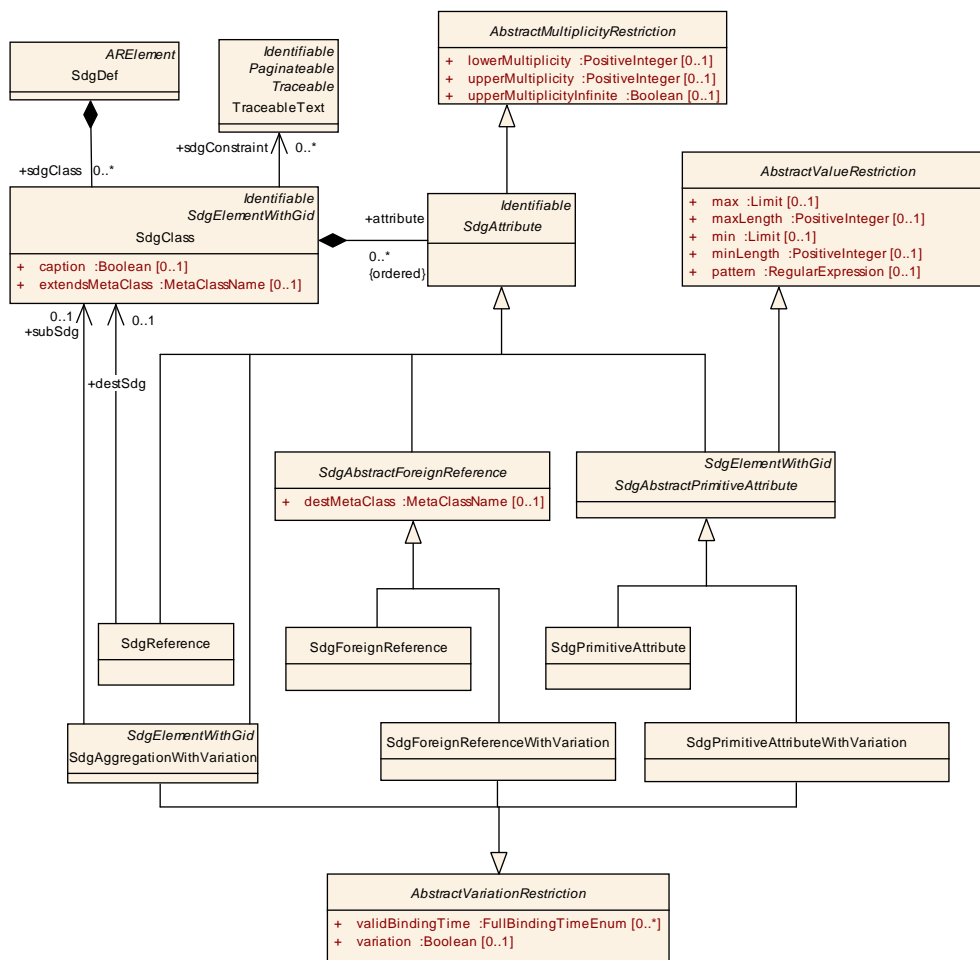 AbstractMultiplicityRestriction
+ lowerMultiplicity :PositiveInteger [0..1]
+ upperMultiplicity :PositiveInteger [0..1]
+ upperMultiplicityInfinite :Boolean [0..1]
ARElement
SdgDef
Identifiable
Paginateable
Traceable
TraceableText
+sdgConstraint 0..*
+sdgClass 0..*
AbstractValueRestriction
+ max :Limit [0..1]
+ maxLength :PositiveInteger [0..1]
+ min :Limit [0..1]
+ minLength :PositiveInteger [0..1]
+ pattern :RegularExpression [0..1]
Identifiable
SdgElementWithGid
SdgClass
+ caption :Boolean [0..1]
+ extendsMetaClass :MetaClassName [0..1]
+attribute
0..*
{ordered}
Identifiable
SdgAttribute
0..1
+subSdg
0..1
+destSdg
SdgAbstractForeignReference
+ destMetaClass :MetaClassName [0..1]
SdgElementWithGid
SdgAbstractPrimitiveAttribute
SdgReference
SdgForeignReference
SdgPrimitiveAttribute
SdgElementWithGid
SdgAggregationWithVariation
SdgForeignReferenceWithVariation
SdgPrimitiveAttributeWithVariation
AbstractVariationRestriction
+ validBindingTime :FullBindingTimeEnum [0..*]
+ variation :Boolean [0..1]